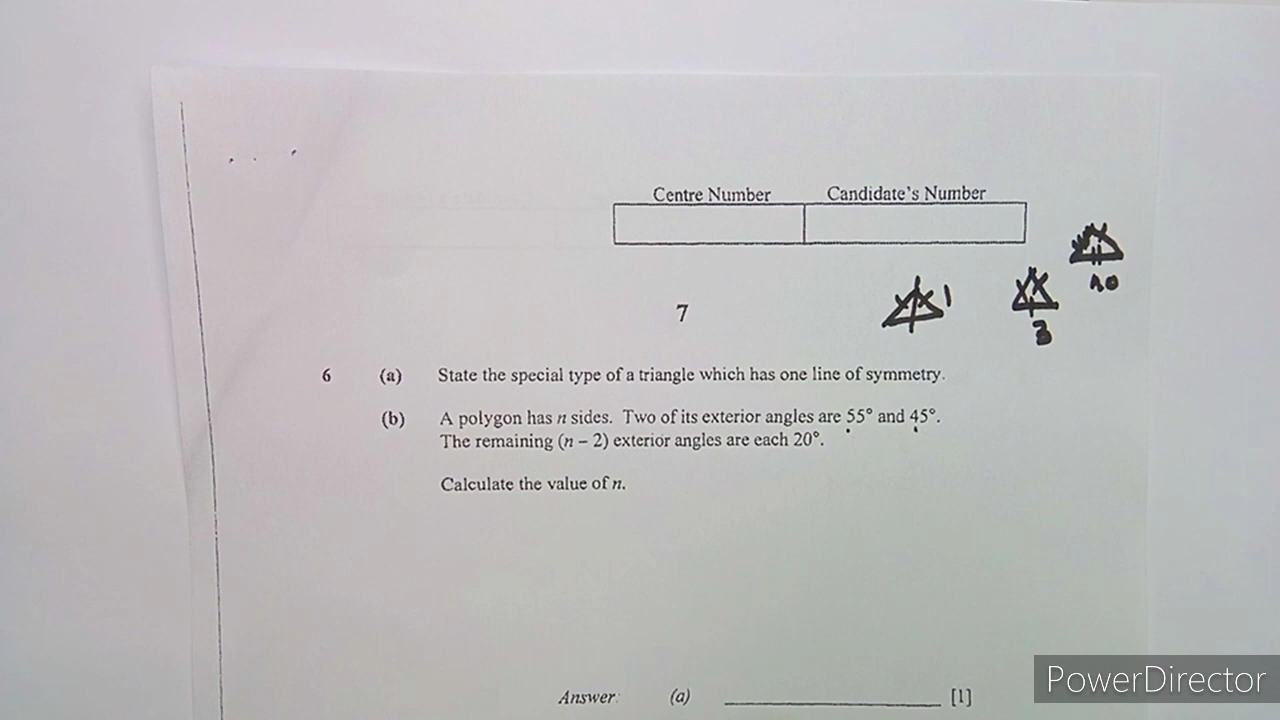 Centre Number Candidate's Number
7
1
3
no
6 (a) State the special type of a triangle which has one line of symmetry.
(b) A polygon has n sides. Two of its exterior angles are 55° and 45°.
The remaining (n – 2) exterior angles are each 20°.
Calculate the value of n.
Answer: (a) ____________________ [1]
PowerDirector